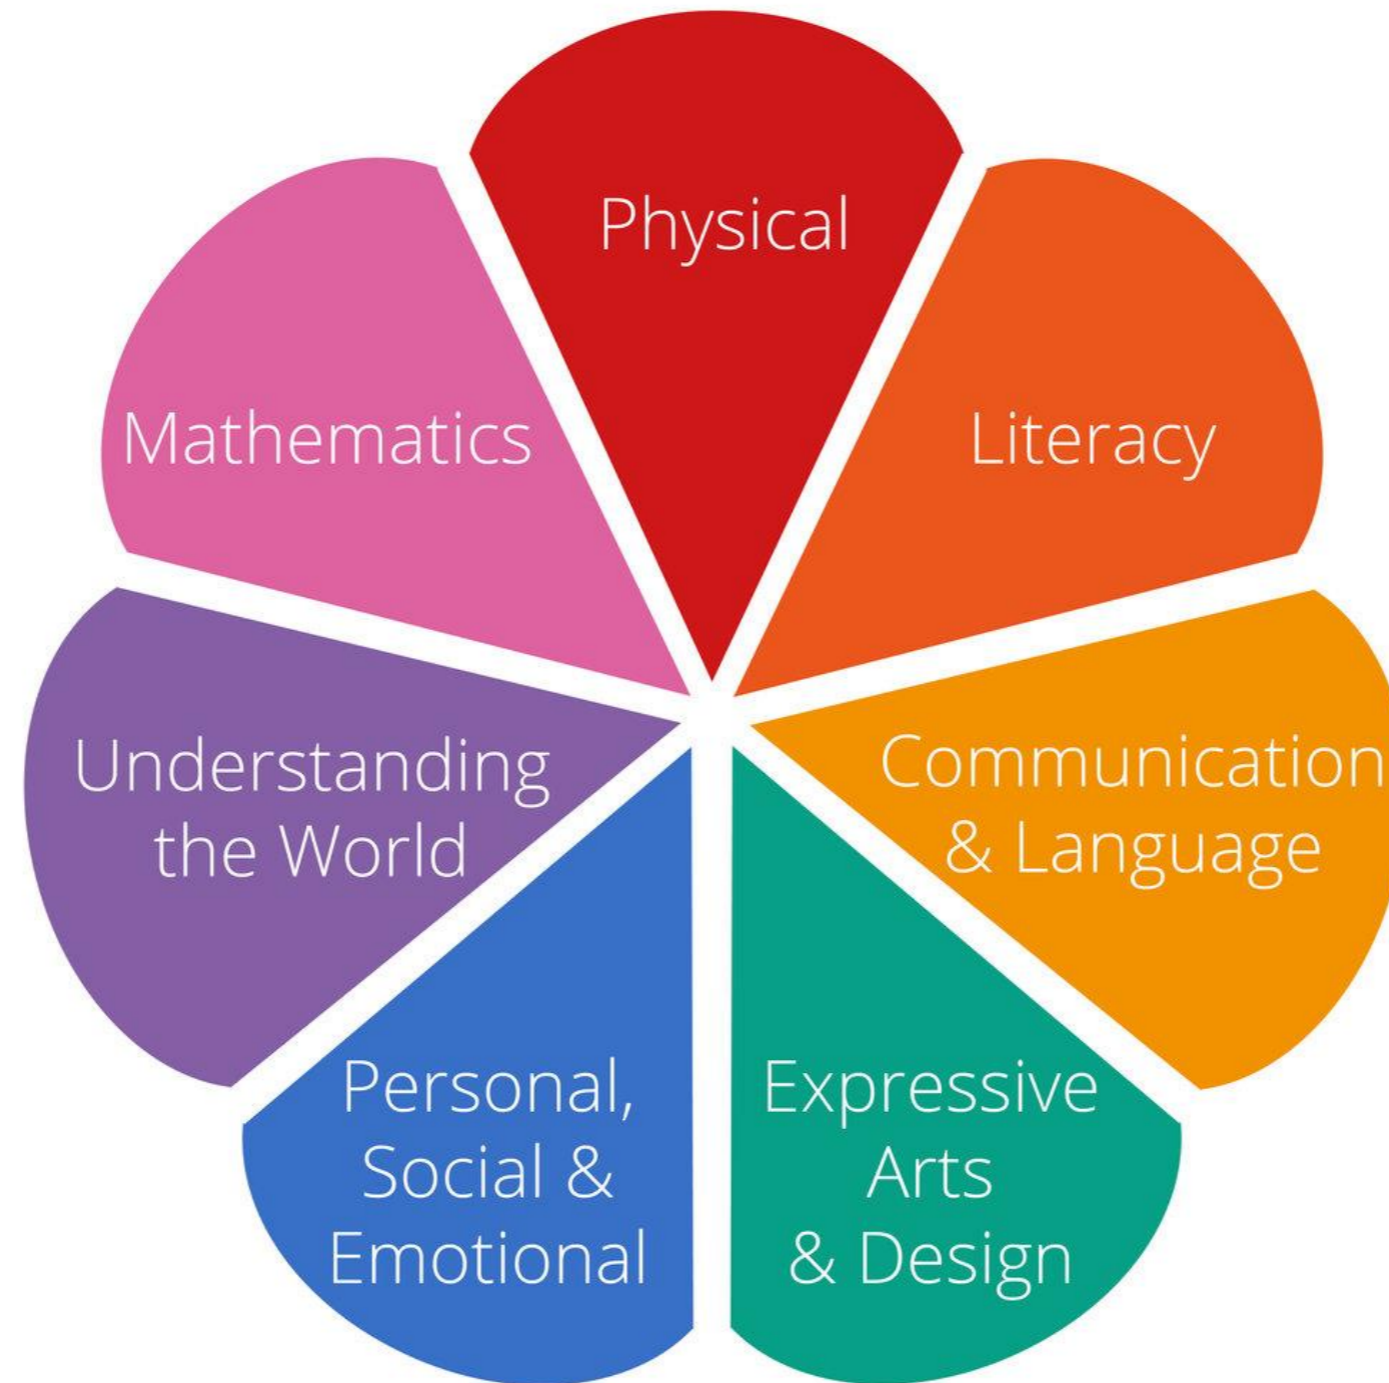 Physical
Literacy
Communication
& Language
Expressive
Arts
& Design
Personal,
Social &
Emotional
Understanding
the World
Mathematics